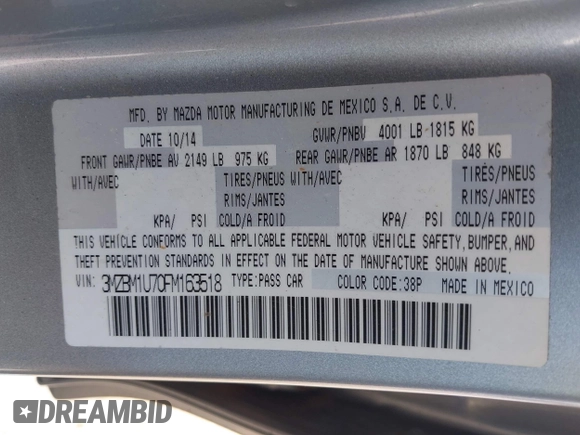 MFD. BY MAZDA MOTOR MANUFACTURING DE MEXICO S.A. DE C.V.
DATE 10/14 GVWR/PNBV 4001 LB 1815 KG
FRONT GAWR/PNBE AV 2149 LB 975 KG REAR GAWR/PNBE AR 1870 LB 848 KG
WITH/AVEC TIRES/PNEUS WITH/AVEC TIRES/PNEUS
RIMS/JANTES RIMS/JANTES
KPA/ PSI COLD/A FROID KPA/ PSI COLD/A FROID
THIS VEHICLE CONFORMS TO ALL APPLICABLE FEDERAL MOTOR VEHICLE SAFETY, BUMPER, AND
THEFT PREVENTION STANDARDS IN EFFECT ON THE DATE OF MANUFACTURE SHOWN ABOVE.
VIN: 3MZBM1U70FM163518 TYPE:PASS CAR COLOR CODE:38P MADE IN MEXICO
DREAMBID